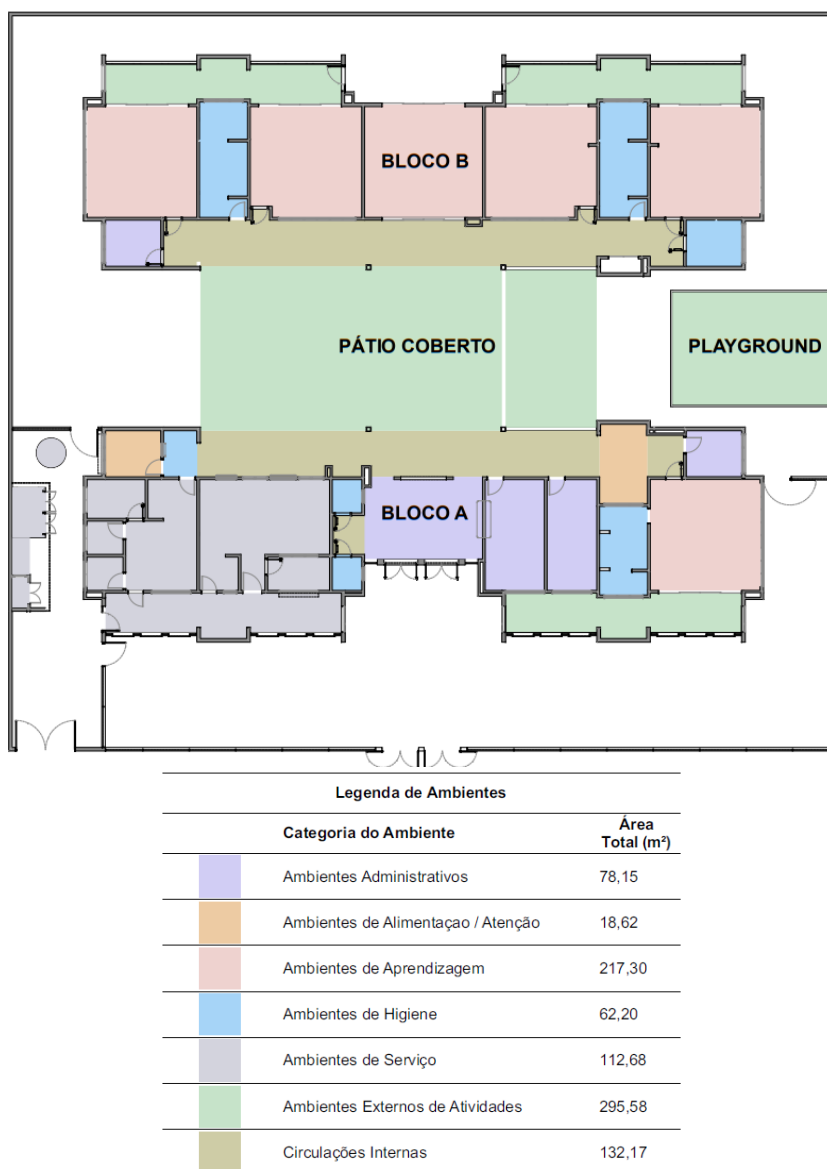 BLOCO B
PÁTIO COBERTO
PLAYGROUND
BLOCO A
Legenda de Ambientes
Categoria do Ambiente
Área
Total (m²)
Ambientes Administrativos 78,15
Ambientes de Alimentaçao / Atenção 18,62
Ambientes de Aprendizagem 217,30
Ambientes de Higiene 62,20
Ambientes de Serviço 112,68
Ambientes Externos de Atividades 295,58
Circulações Internas 132,17